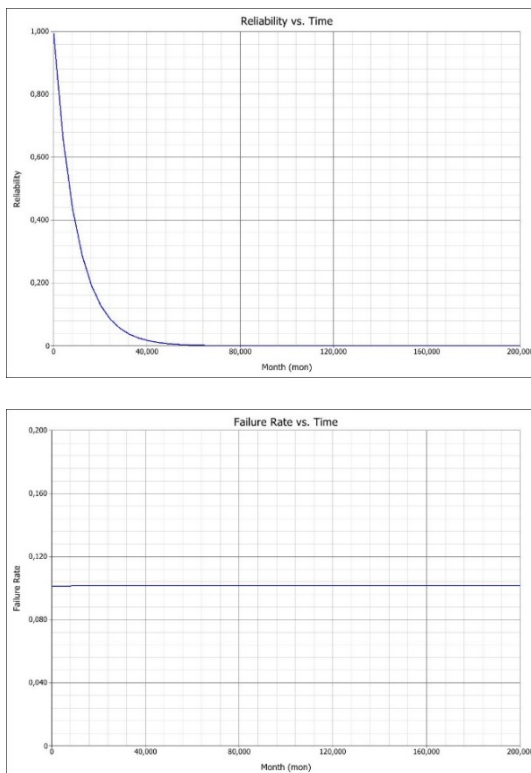 Reliability vs. Time
1,000
0,800
0,600
0,400
0,200
0
Reliability
0 40,000 80,000 120,000 160,000 200,000
Month (mon)
Failure Rate vs. Time
0,200
0,160
0,120
0,080
0,040
0
Failure Rate
0 40,000 80,000 120,000 160,000 200,000
Month (mon)